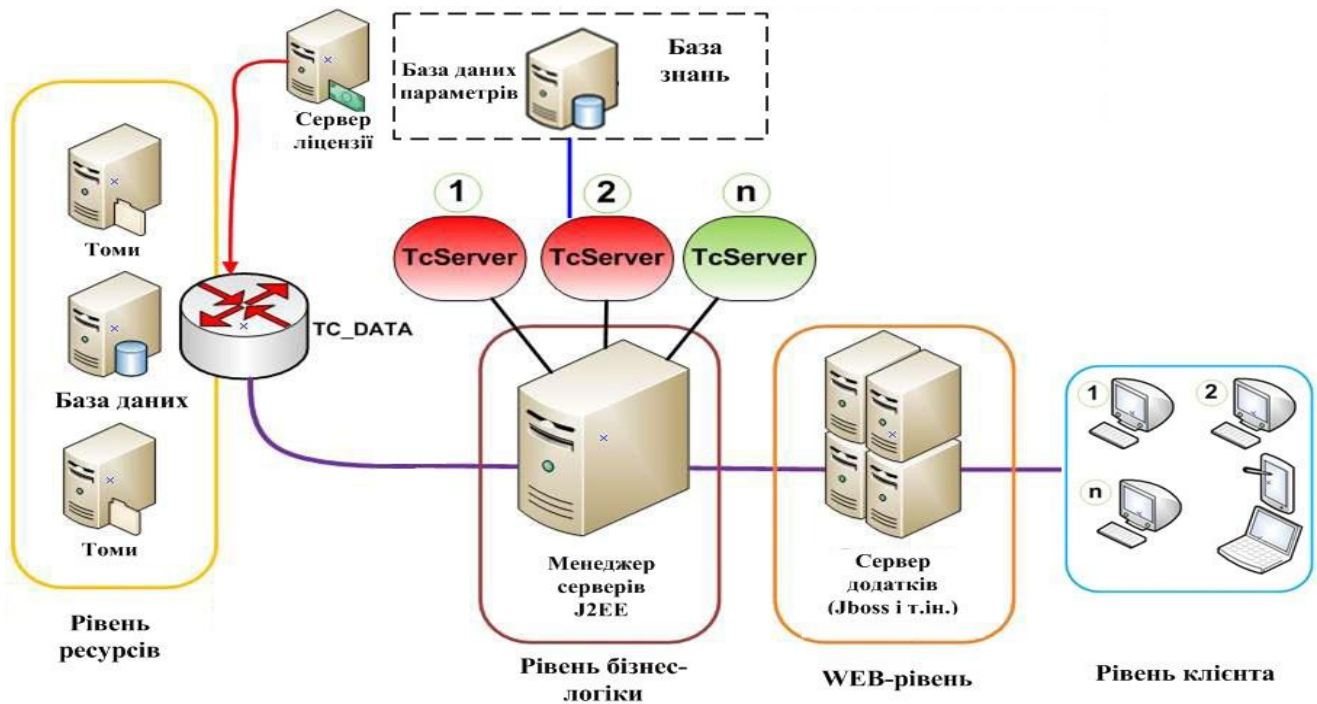 База даних
параметрів
База
знань
Сервер
ліцензії
1
2
n
TcServer
TcServer
TcServer
Томи
TC_DATA
База даних
Томи
1
2
n
Менеджер
серверів
J2EE
Сервер
додатків
(Jboss і т.ін.)
Рівень
ресурсів
Рівень бізнес-
логіки
WEB-рівень
Рівень клієнта